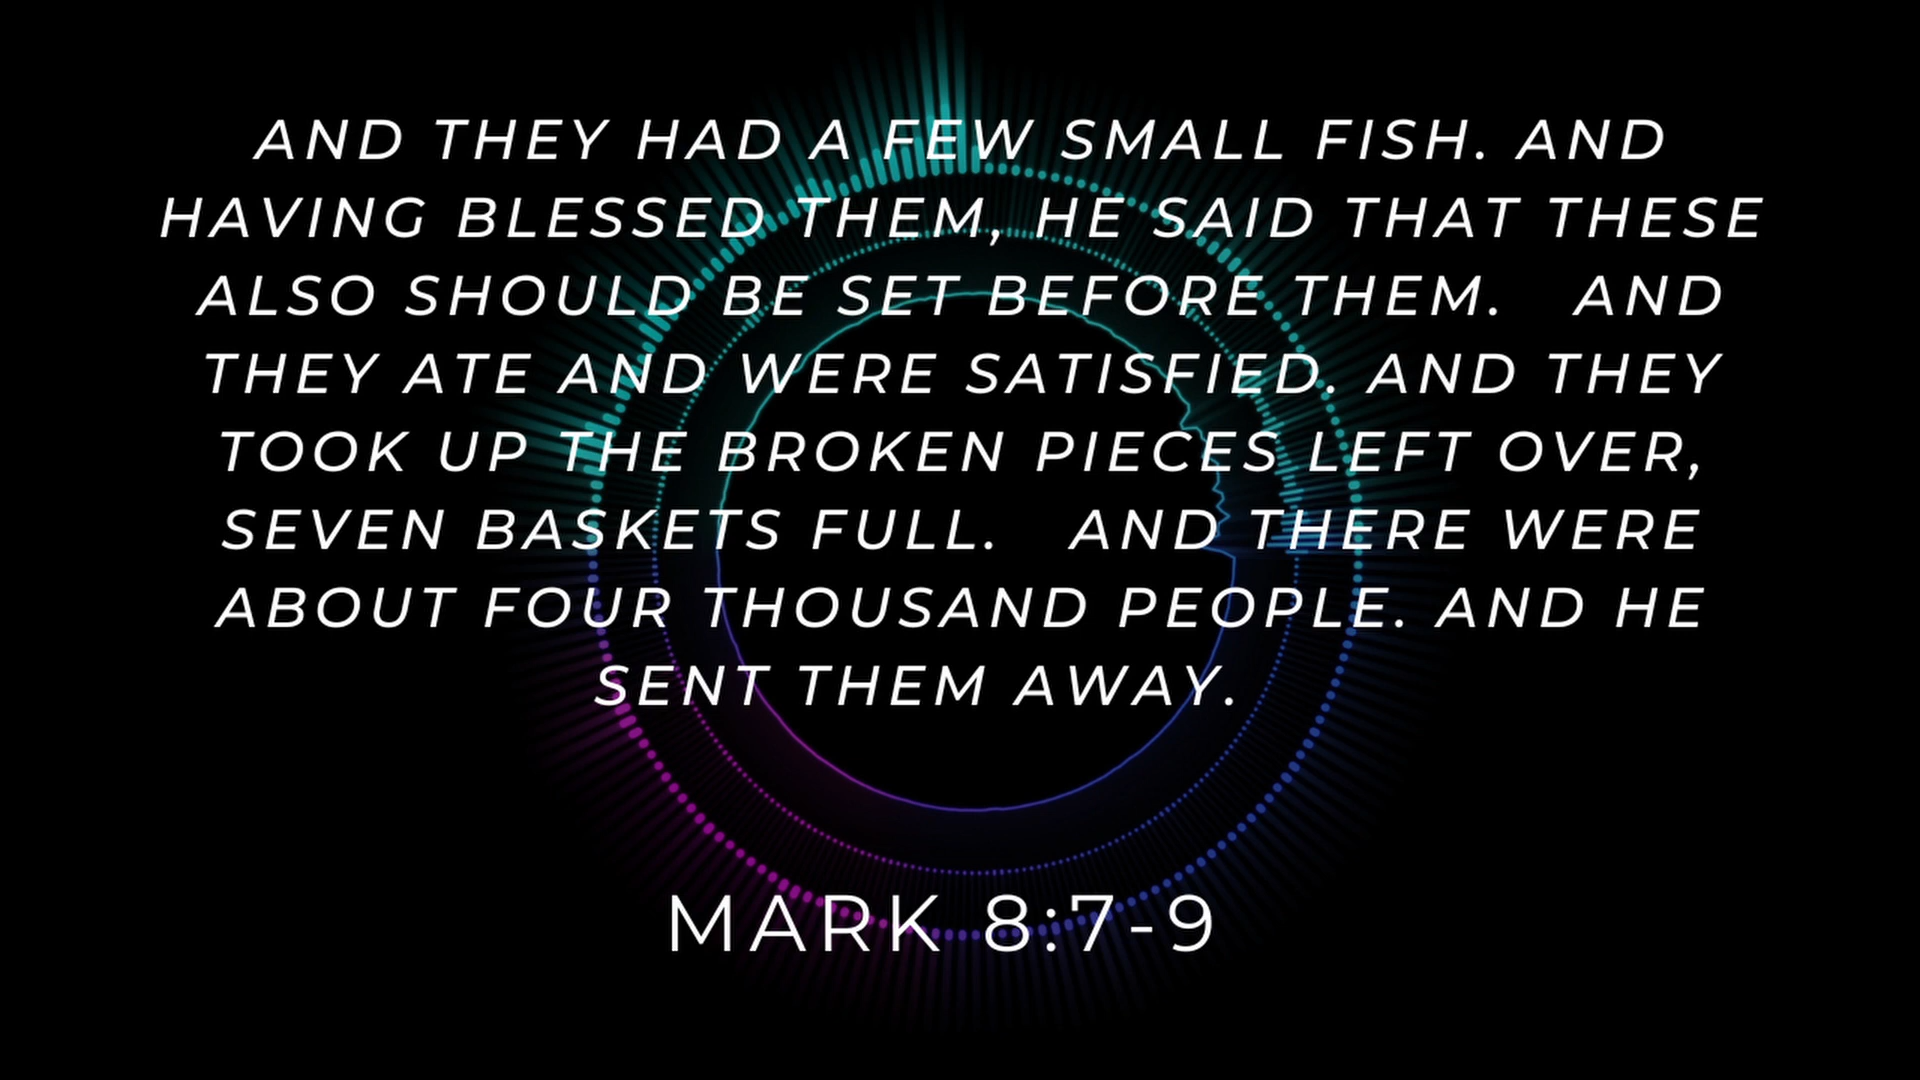 AND THEY HAD A FEW SMALL FISH. AND
HAVING BLESSED THEM, HE SAID THAT THESE
ALSO SHOULD BE SET BEFORE THEM.   AND
THEY ATE AND WERE SATISFIED. AND THEY
TOOK UP THE BROKEN PIECES LEFT OVER,
SEVEN BASKETS FULL.   AND THERE WERE
ABOUT FOUR THOUSAND PEOPLE. AND HE
SENT THEM AWAY.
MARK 8:7-9